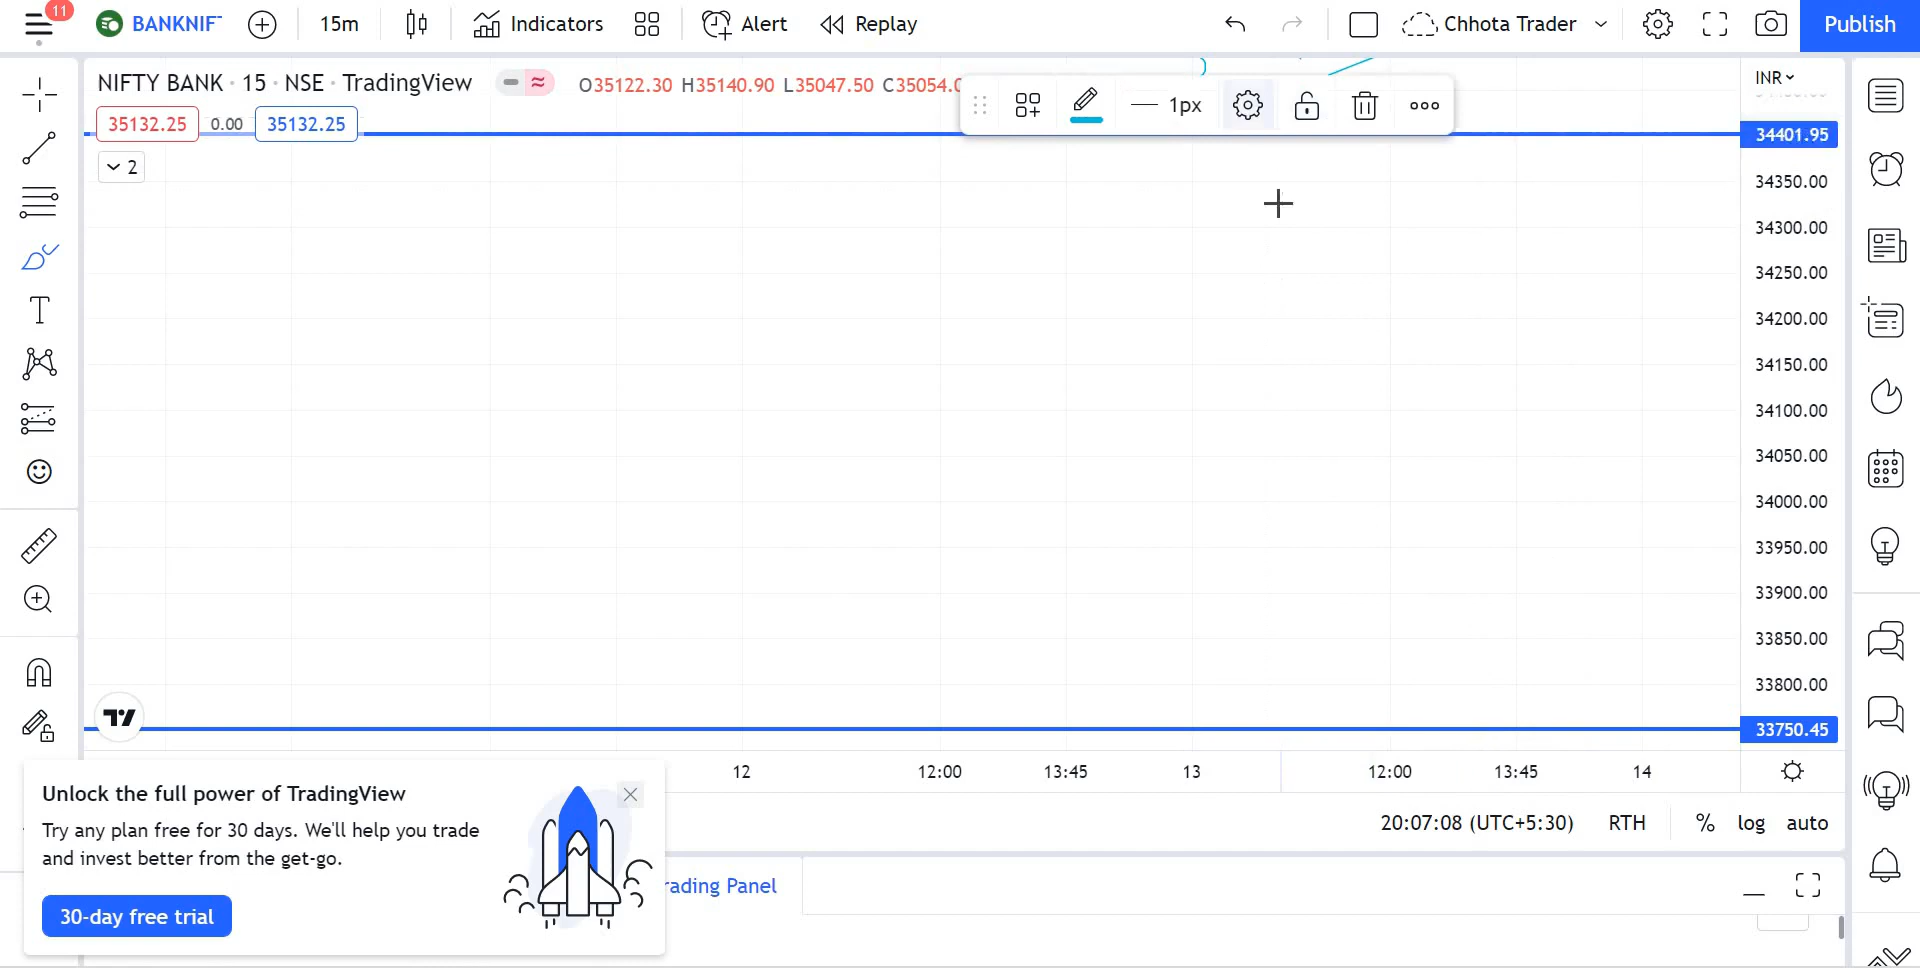 11
BANKNIF
15m
Indicators
Alert
Replay
Chhota Trader
Publish
NIFTY BANK · 15 · NSE · TradingView
O35122.30 H35140.90 L35047.50 C35054.0
1px
INR
35132.25 0.00 35132.25
2
34401.95
34350.00
34300.00
34250.00
34200.00
34150.00
34100.00
34050.00
34000.00
33950.00
33900.00
33850.00
33800.00
33750.45
12
12:00
13:45
13
12:00
13:45
14
20:07:08 (UTC+5:30)
RTH
%
log
auto
Unlock the full power of TradingView
Try any plan free for 30 days. We'll help you trade
and invest better from the get-go.
30-day free trial
rading Panel